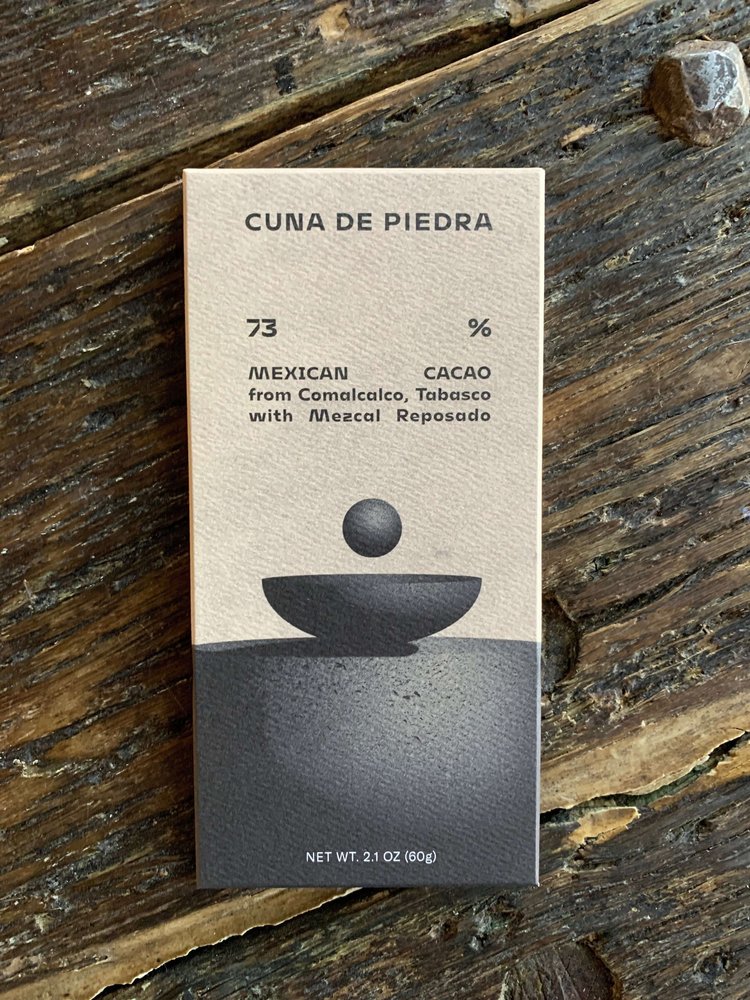 CUNA DE PIEDRA
73 %
MEXICAN CACAO
from Comalcalco, Tabasco
with Mezcal Reposado
NET WT. 2.1 OZ (60g)